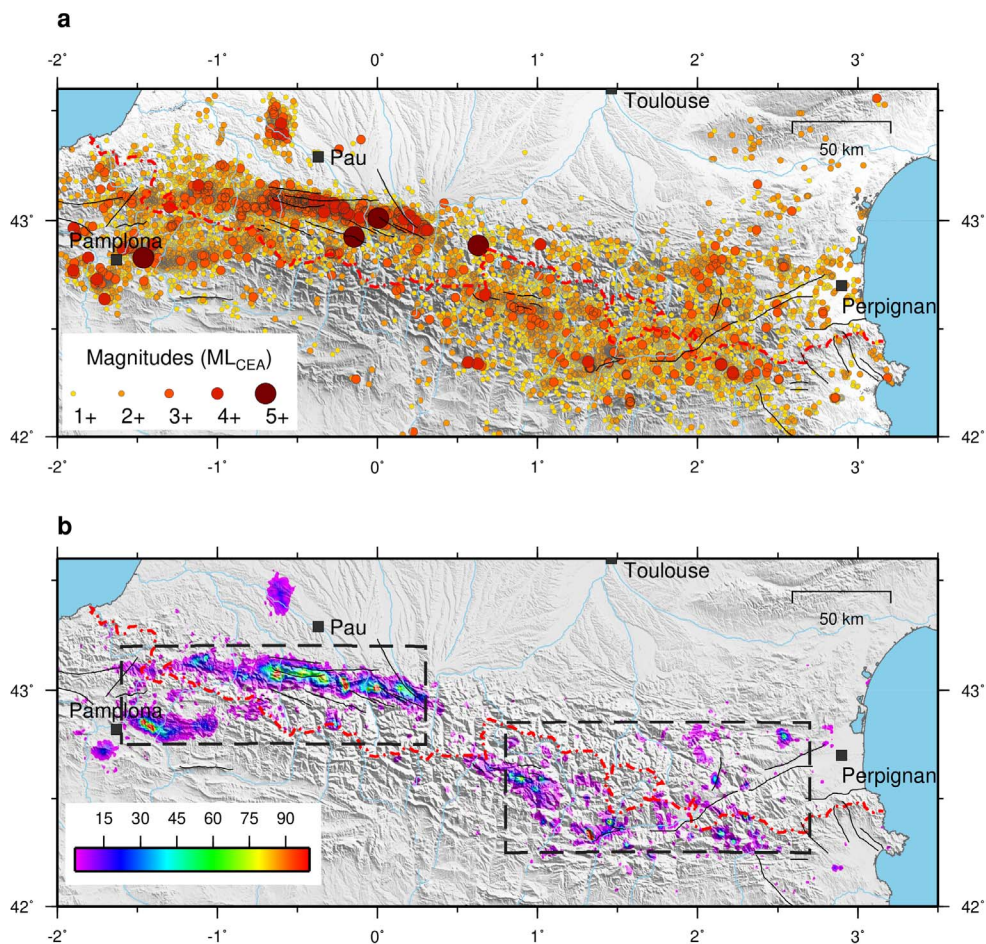 a
-2° -1° 0° 1° 2° 3°
Toulouse
50 km
Pau
43° 43°
Pamplona
Perpignan
Magnitudes (MLCEA)
1+ 2+ 3+ 4+ 5+
42° 42°
-2° -1° 0° 1° 2° 3°
b
-2° -1° 0° 1° 2° 3°
Toulouse
50 km
Pau
43° 43°
Pamplona
Perpignan
15 30 45 60 75 90
42° 42°
-2° -1° 0° 1° 2° 3°